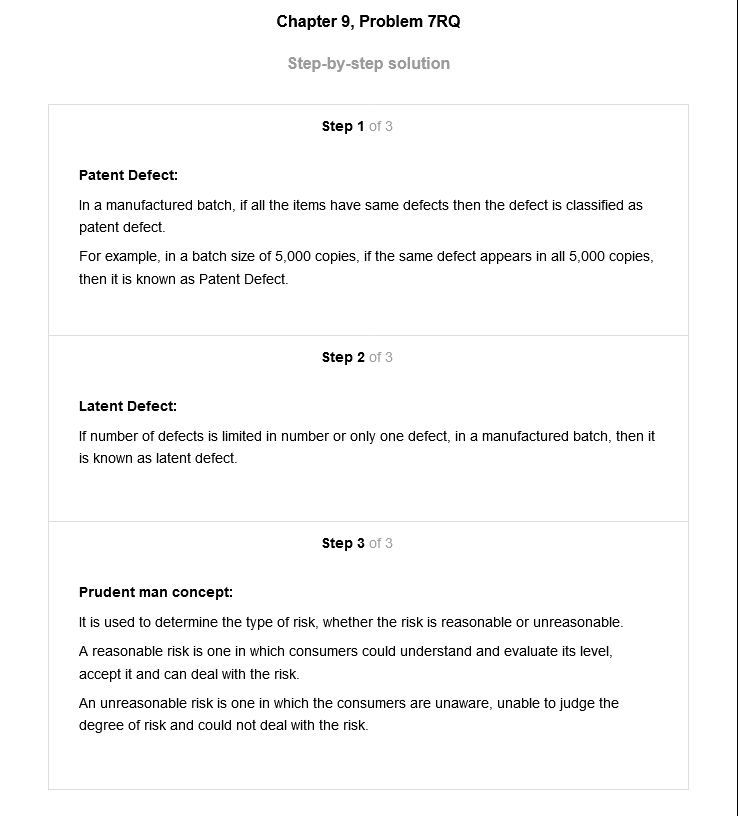 Chapter 9, Problem 7RQ
Step-by-step solution
Step 1 of 3
Patent Defect:
In a manufactured batch, if all the items have same defects then the defect is classified as
patent defect.
For example, in a batch size of 5,000 copies, if the same defect appears in all 5,000 copies,
then it is known as Patent Defect.
Step 2 of 3
Latent Defect:
If number of defects is limited in number or only one defect, in a manufactured batch, then it
is known as latent defect.
Step 3 of 3
Prudent man concept:
It is used to determine the type of risk, whether the risk is reasonable or unreasonable.
A reasonable risk is one in which consumers could understand and evaluate its level,
accept it and can deal with the risk.
An unreasonable risk is one in which the consumers are unaware, unable to judge the
degree of risk and could not deal with the risk.